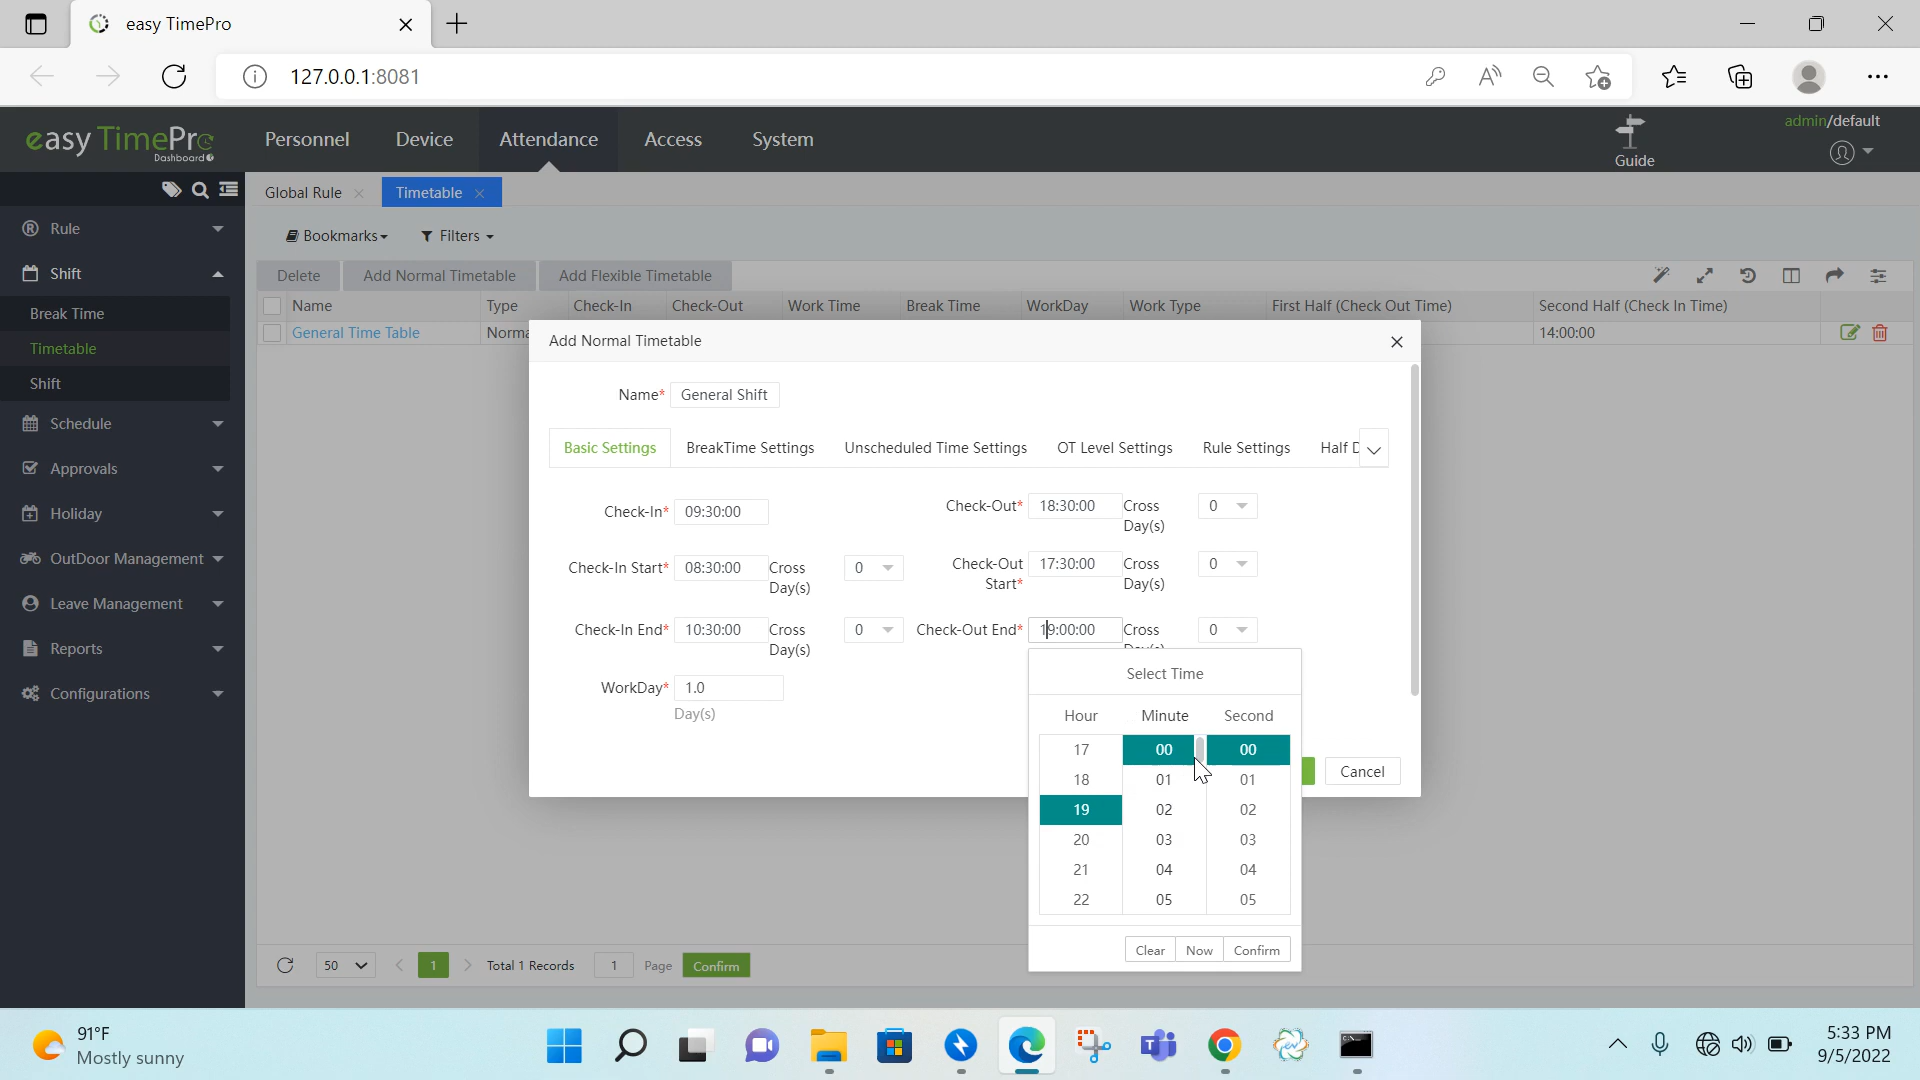 easy TimePro
127.0.0.1:8081
easy TimePro
Dashboard
Personnel
Device
Attendance
Access
System
Guide
admin/default
Global Rule
Timetable
Rule
Shift
Break Time
Timetable
Shift
Schedule
Approvals
Holiday
OutDoor Management
Leave Management
Reports
Configurations
Bookmarks
Filters
Delete
Add Normal Timetable
Add Flexible Timetable
Name Type Check-In Check-Out Work Time Break Time WorkDay Work Type First Half (Check Out Time) Second Half (Check In Time)
General Time Table Norma 14:00:00
Add Normal Timetable
Name* General Shift
Basic Settings BreakTime Settings Unscheduled Time Settings OT Level Settings Rule Settings Half D
Check-In* 09:30:00
Check-Out* 18:30:00 Cross Day(s) 0
Check-In Start* 08:30:00 Cross Day(s) 0
Check-Out Start* 17:30:00 Cross Day(s) 0
Check-In End* 10:30:00 Cross Day(s) 0
Check-Out End* 19:00:00 Cross Day(s) 0
WorkDay* 1.0
Day(s)
Cancel
Select Time
Hour Minute Second
17 00 00
18 01 01
19 02 02
20 03 03
21 04 04
22 05 05
Clear Now Confirm
50 1 Total 1 Records 1 Page Confirm
91°F
Mostly sunny
5:33 PM
9/5/2022